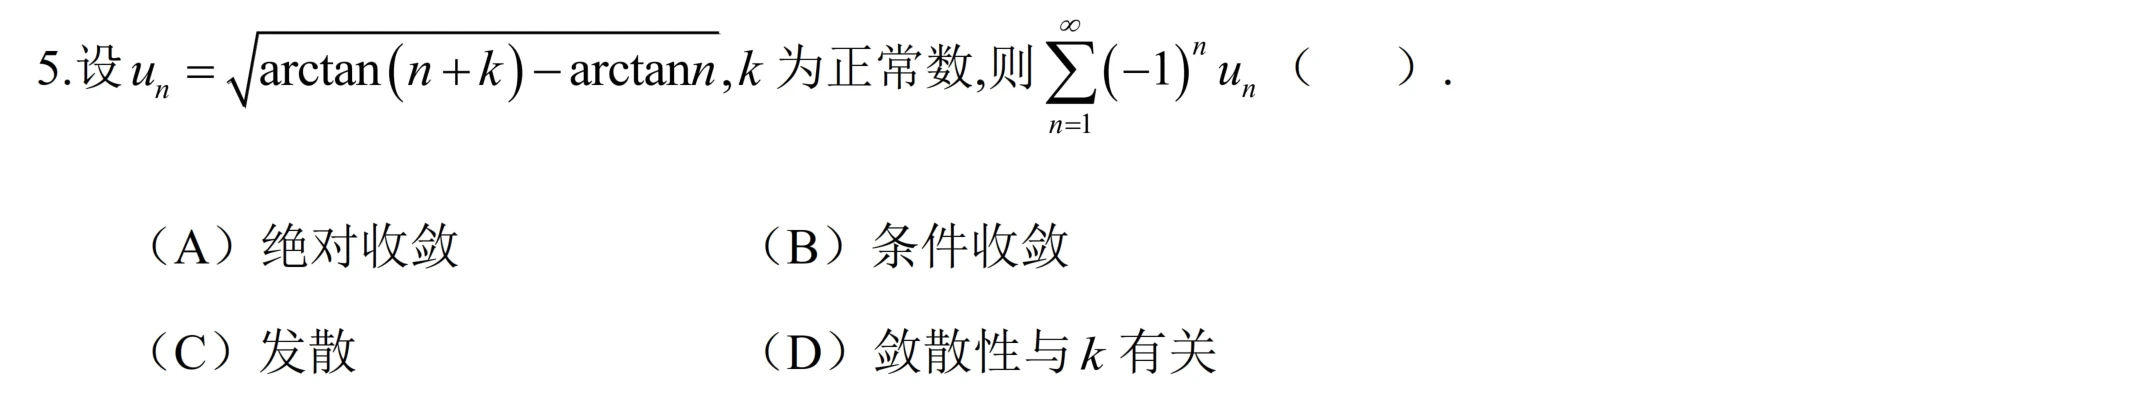 5.设 $u_n = \sqrt{\arctan(n+k)-\arctan n}$, $k$ 为正常数,则 $\sum_{n=1}^{\infty}(-1)^n u_n$（ ）.
（A）绝对收敛 （B）条件收敛
（C）发散 （D）敛散性与 $k$ 有关